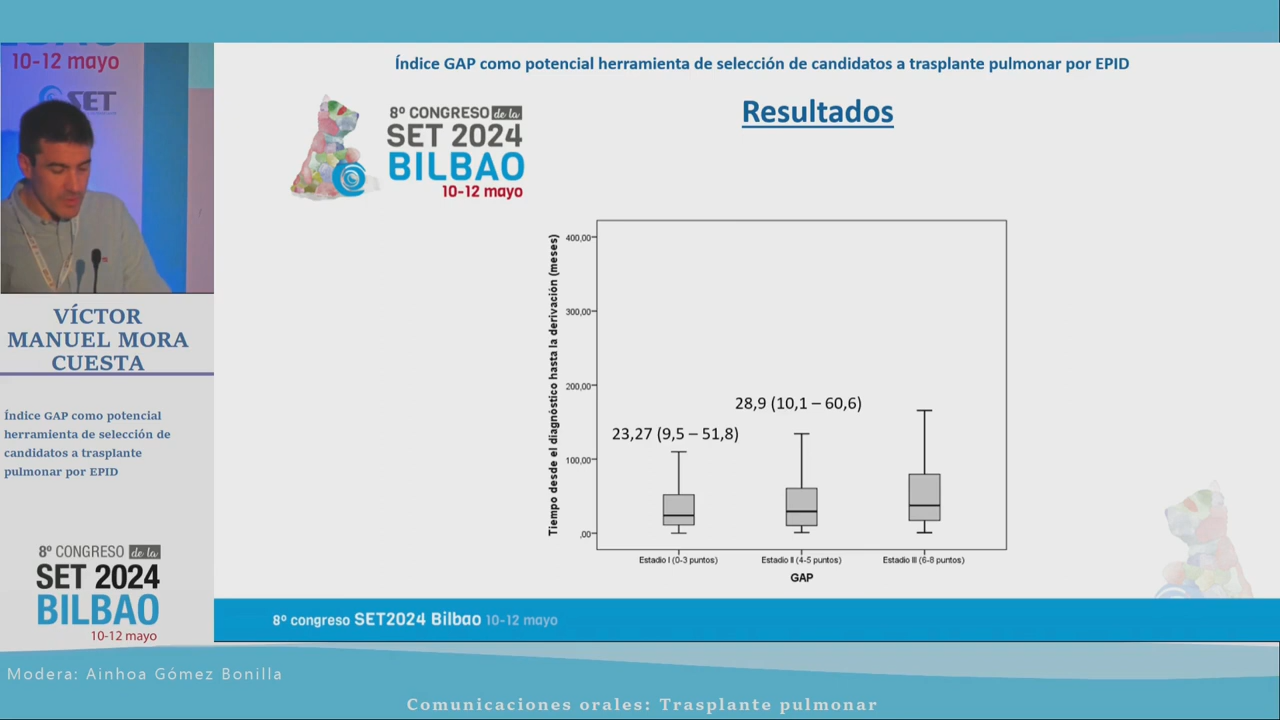 10-12 mayo
SET
VÍCTOR
MANUEL MORA
CUESTA
Índice GAP como potencial
herramienta de selección de
candidatos a trasplante
pulmonar por EPID
8º CONGRESO de la
SET 2024
BILBAO
10-12 mayo
Índice GAP como potencial herramienta de selección de candidatos a trasplante pulmonar por EPID
Resultados
8º CONGRESO de la
SET 2024
BILBAO
10-12 mayo
Tiempo desde el diagnóstico hasta la derivación (meses)
400,00
300,00
200,00
100,00
,00
28,9 (10,1 – 60,6)
23,27 (9,5 – 51,8)
Estadio I (0-3 puntos)
Estadio II (4-5 puntos)
Estadio III (6-8 puntos)
GAP
8º congreso SET2024 Bilbao 10-12 mayo
Modera: Ainhoa Gómez Bonilla
Comunicaciones orales: Trasplante pulmonar